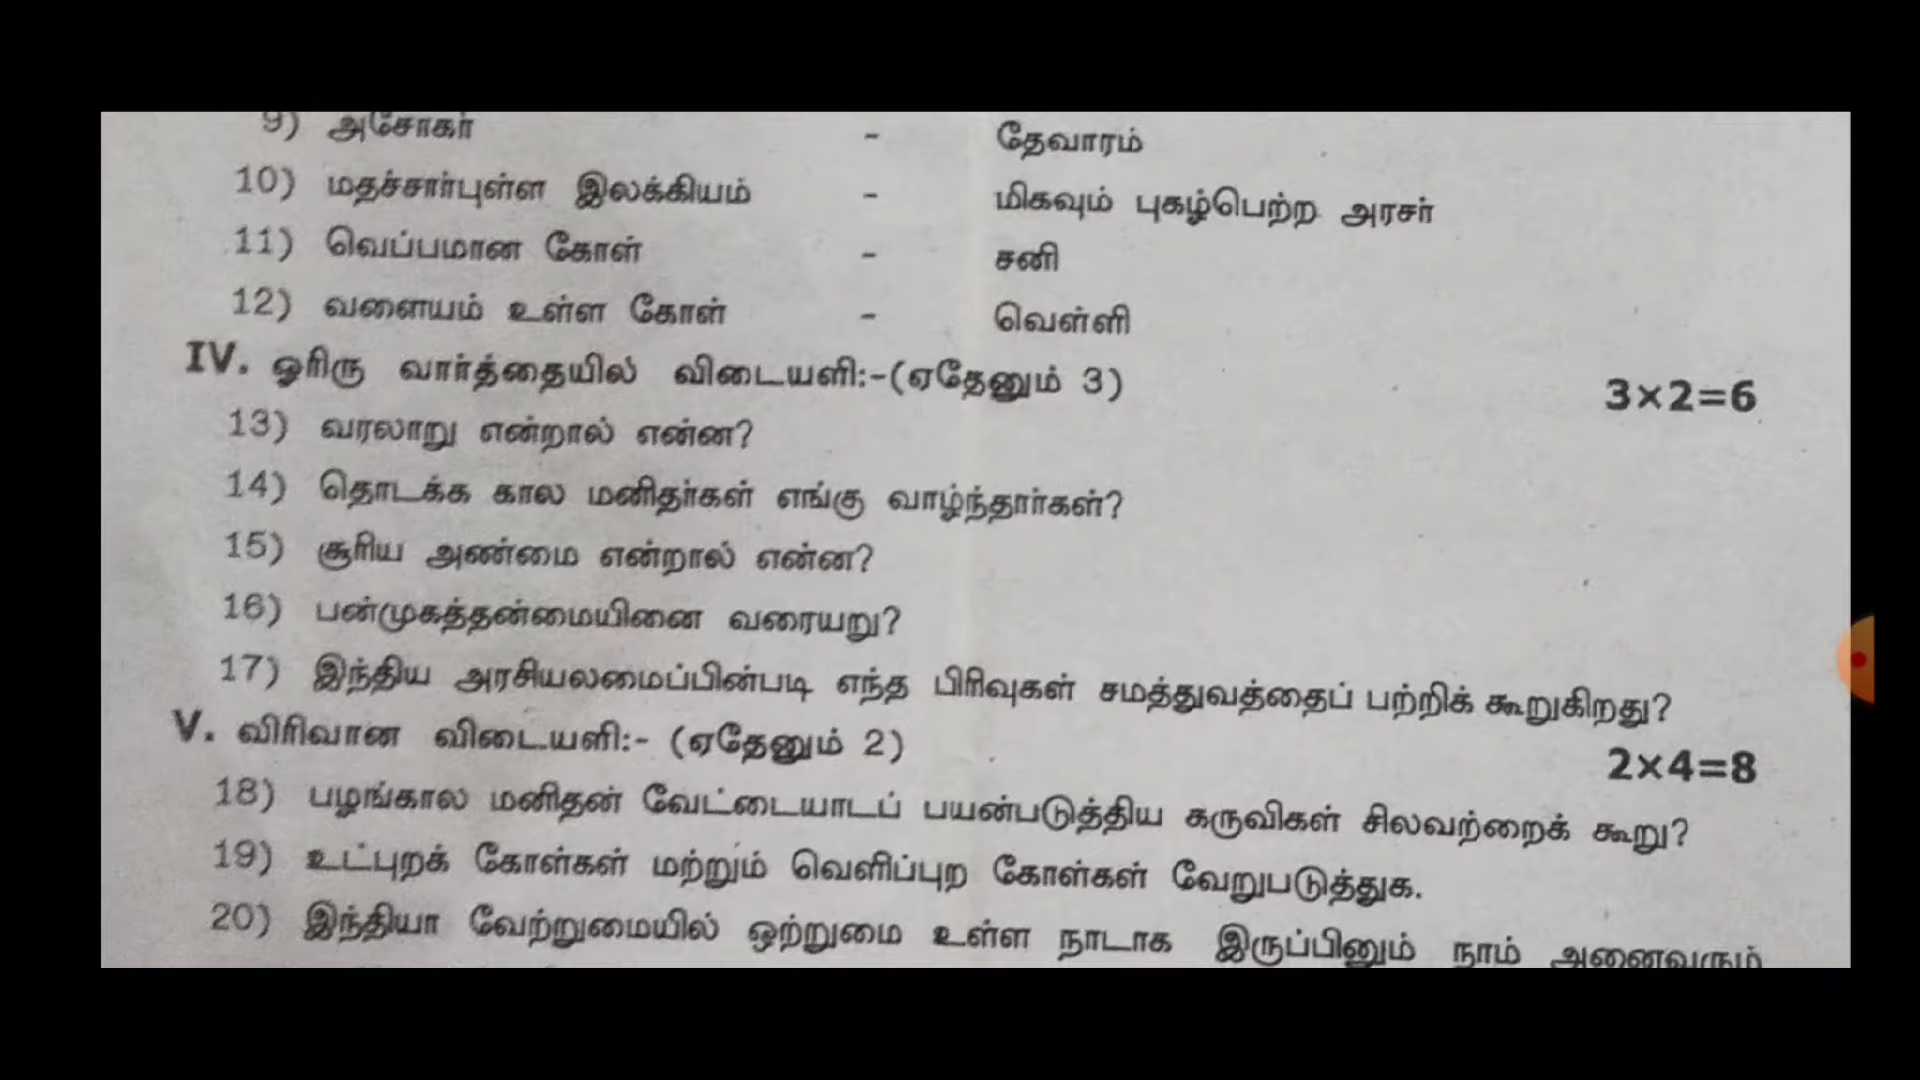 9) அசோகர் - தேவாரம்
10) மதச்சார்புள்ள இலக்கியம் - மிகவும் புகழ்பெற்ற அரசர்
11) வெப்பமான கோள் - சனி
12) வளையம் உள்ள கோள் - வெள்ளி
IV. ஓரிரு வார்த்தையில் விடையளி:-(ஏதேனும் 3) 3×2=6
13) வரலாறு என்றால் என்ன?
14) தொடக்க கால மனிதர்கள் எங்கு வாழ்ந்தார்கள்?
15) சூரிய அண்மை என்றால் என்ன?
16) பன்முகத்தன்மையினை வரையறு?
17) இந்திய அரசியலமைப்பின்படி எந்த பிரிவுகள் சமத்துவத்தைப் பற்றிக் கூறுகிறது?
V. விரிவான விடையளி:- (ஏதேனும் 2) 2×4=8
18) பழங்கால மனிதன் வேட்டையாடப் பயன்படுத்திய கருவிகள் சிலவற்றைக் கூறு?
19) உட்புறக் கோள்கள் மற்றும் வெளிப்புற கோள்கள் வேறுபடுத்துக.
20) இந்தியா வேற்றுமையில் ஒற்றுமை உள்ள நாடாக இருப்பினும் நாம் அனைவரும்